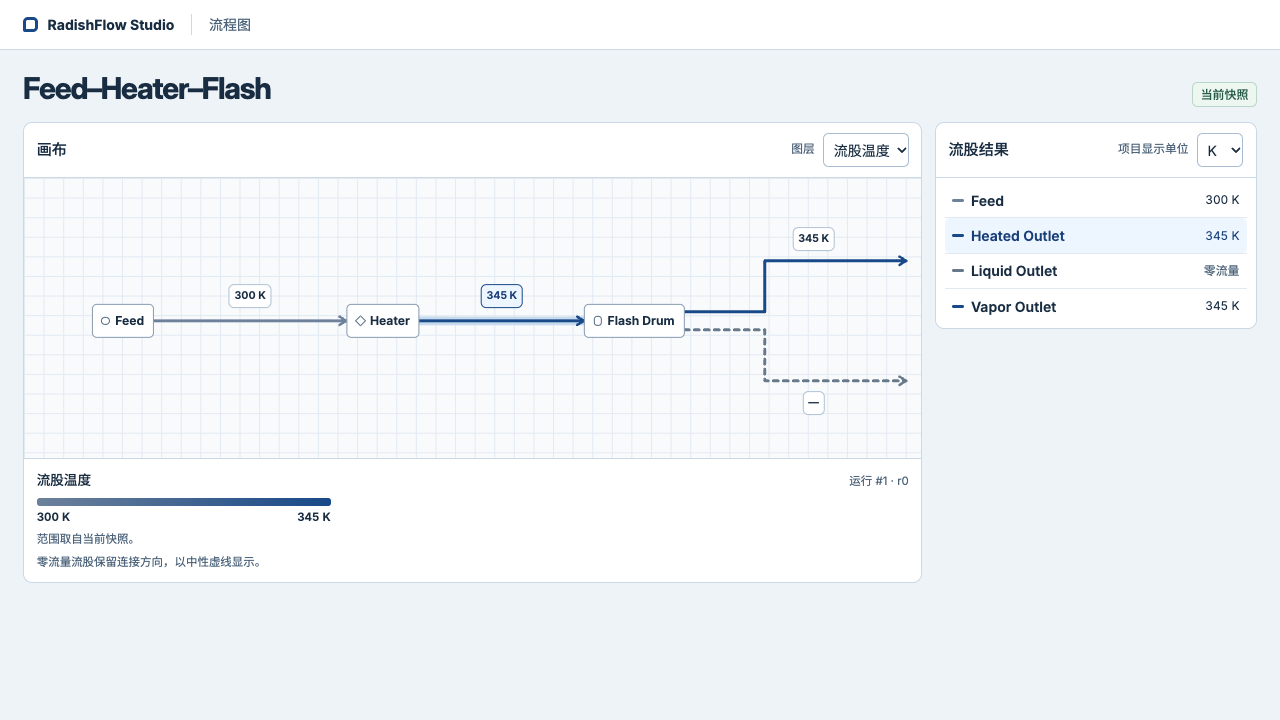 RadishFlow Studio
流程图
Feed–Heater–Flash
当前快照
画布
图层
流股温度
300 K
345 K
345 K
Feed
Heater
Flash Drum
—
流股温度
运行 #1 · r0
300 K
345 K
范围取自当前快照。
零流量流股保留连接方向，以中性虚线显示。
流股结果
项目显示单位
K
Feed
300 K
Heated Outlet
345 K
Liquid Outlet
零流量
Vapor Outlet
345 K